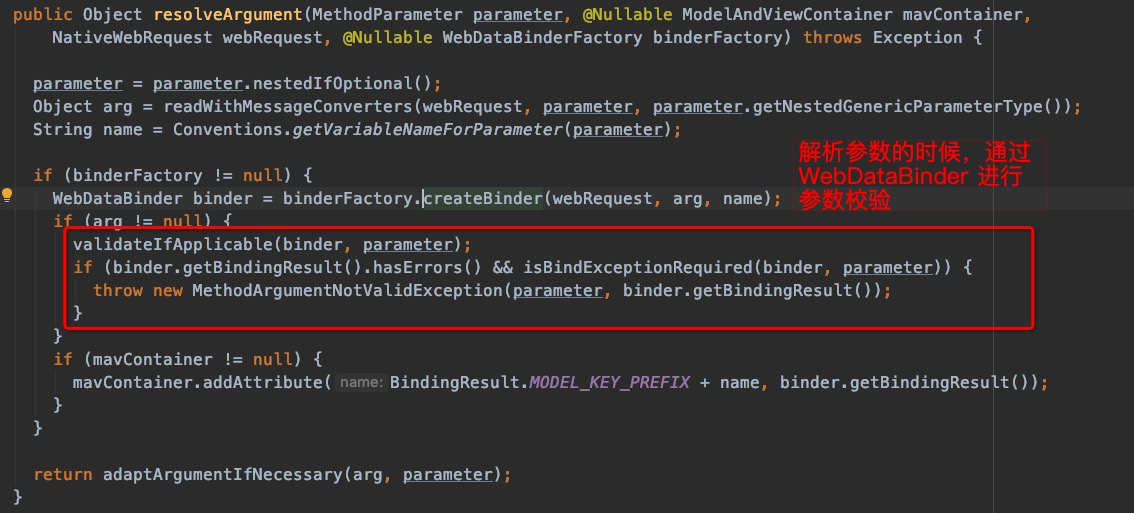 public Object resolveArgument(MethodParameter parameter, @Nullable ModelAndViewContainer mavContainer,
NativeWebRequest webRequest, @Nullable WebDataBinderFactory binderFactory) throws Exception {
parameter = parameter.nestedIfOptional();
Object arg = readWithMessageConverters(webRequest, parameter, parameter.getNestedGenericParameterType());
String name = Conventions.getVariableNameForParameter(parameter);
if (binderFactory != null) {
WebDataBinder binder = binderFactory.createBinder(webRequest, arg, name);
解析参数的时候，通过
WebDataBinder 进行
参数校验
if (arg != null) {
validateIfApplicable(binder, parameter);
if (binder.getBindingResult().hasErrors() && isBindExceptionRequired(binder, parameter)) {
throw new MethodArgumentNotValidException(parameter, binder.getBindingResult());
}
}
if (mavContainer != null) {
mavContainer.addAttribute( name: BindingResult.MODEL_KEY_PREFIX + name, binder.getBindingResult());
}
}
return adaptArgumentIfNecessary(arg, parameter);
}